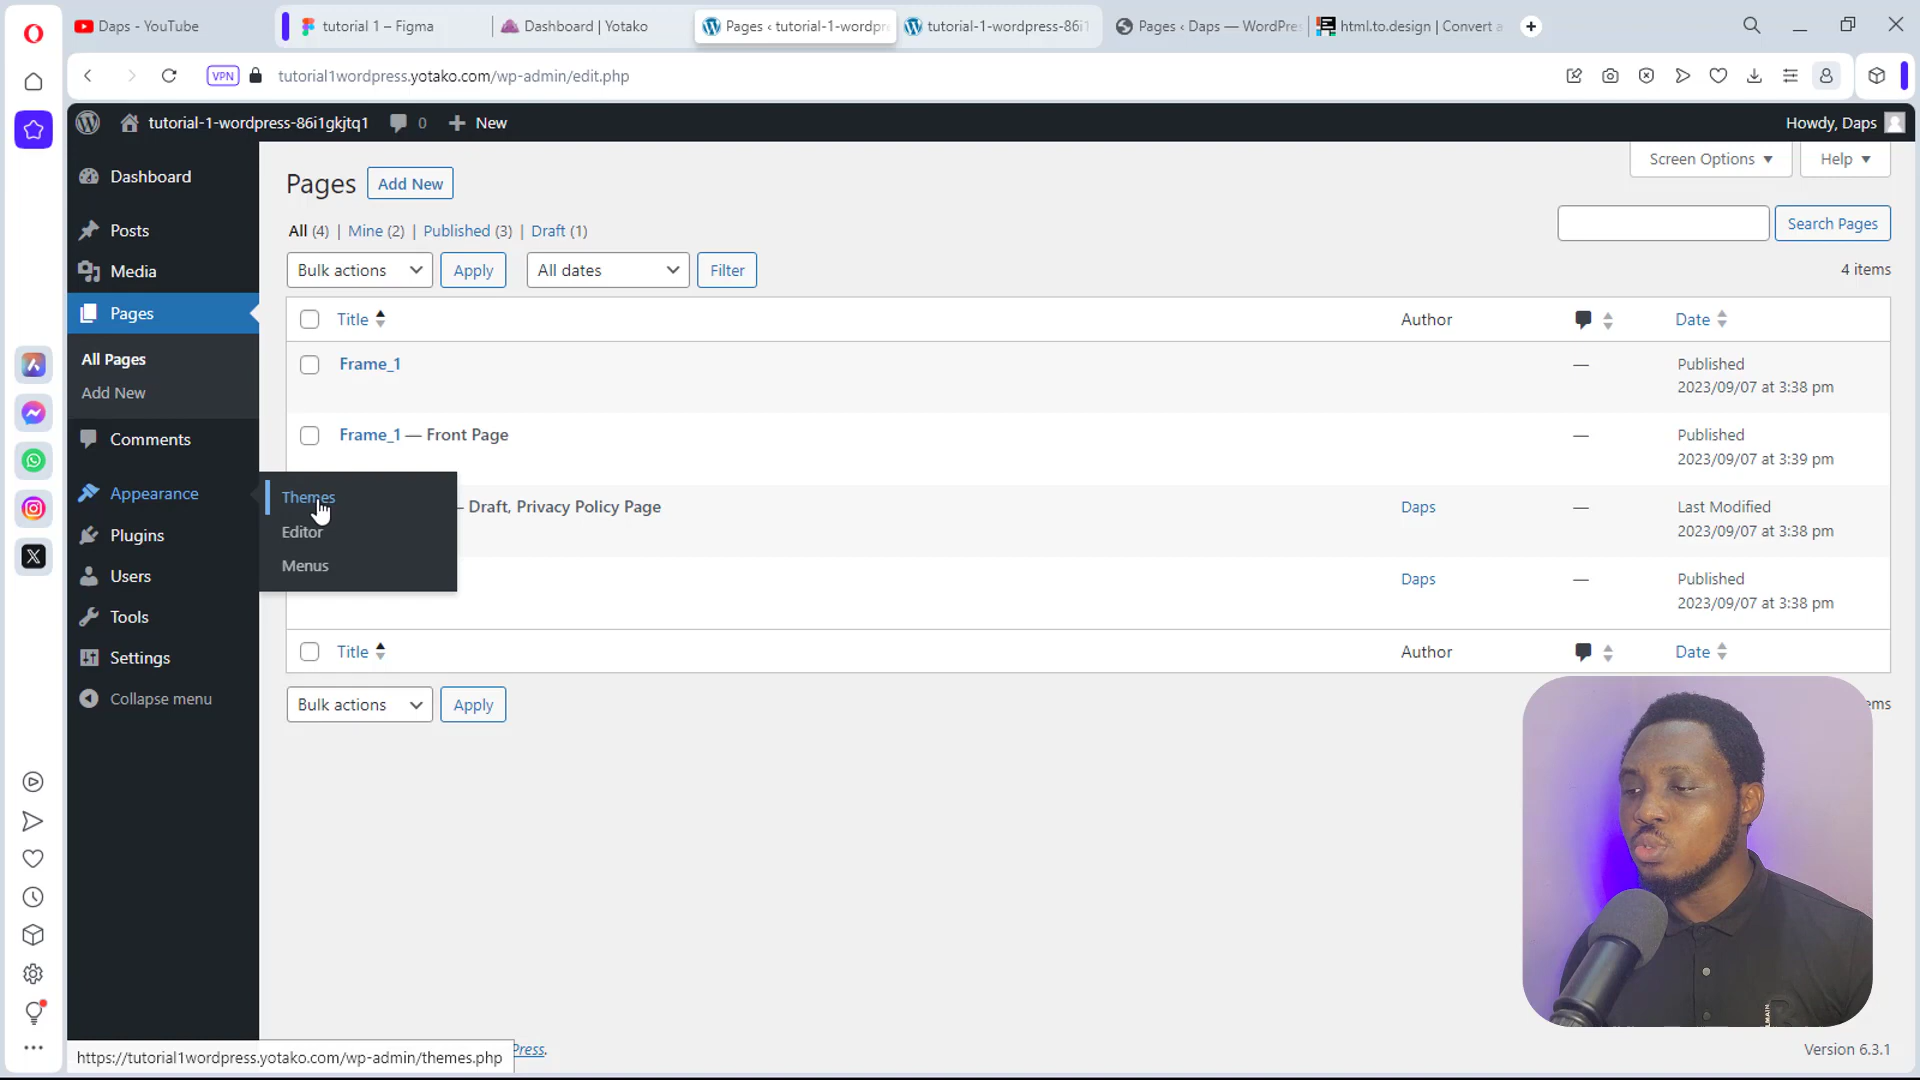 Daps - YouTube
tutorial 1 – Figma
Dashboard | Yotako
Pages ‹ tutorial-1-wordpre
tutorial-1-wordpress-86i1
Pages ‹ Daps — WordPres
html.to.design | Convert a
VPN
tutorial1wordpress.yotako.com/wp-admin/edit.php
tutorial-1-wordpress-86i1gkjtq1
0
New
Howdy, Daps
Screen Options
Help
Dashboard
Posts
Media
Pages
All Pages
Add New
Comments
Appearance
Plugins
Users
Tools
Settings
Collapse menu
Themes
Editor
Menus
Pages
Add New
All (4) | Mine (2) | Published (3) | Draft (1)
Search Pages
Bulk actions
Apply
All dates
Filter
4 items
Title
Author
Date
Frame_1
—
Published
2023/09/07 at 3:38 pm
Frame_1 — Front Page
—
Published
2023/09/07 at 3:39 pm
— Draft, Privacy Policy Page
Daps
—
Last Modified
2023/09/07 at 3:38 pm
Daps
—
Published
2023/09/07 at 3:38 pm
Title
Author
Date
Bulk actions
Apply
ems
https://tutorial1wordpress.yotako.com/wp-admin/themes.php
Press.
Version 6.3.1